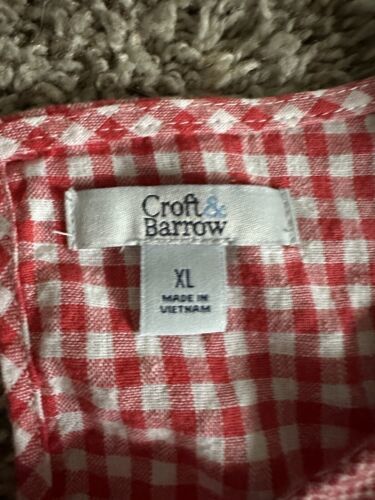 Croft&
Barrow
XL
MADE IN
VIETNAM